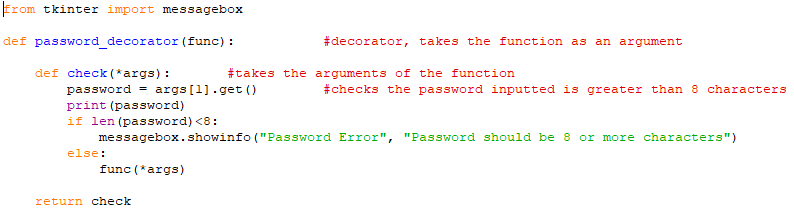 from tkinter import messagebox
def password_decorator(func):          #decorator, takes the function as an argument
    def check(*args):       #takes the arguments of the function
        password = args[1].get()        #checks the password inputted is greater than 8 characters
        print(password)
        if len(password)<8:
            messagebox.showinfo("Password Error", "Password should be 8 or more characters")
        else:
            func(*args)
    return check